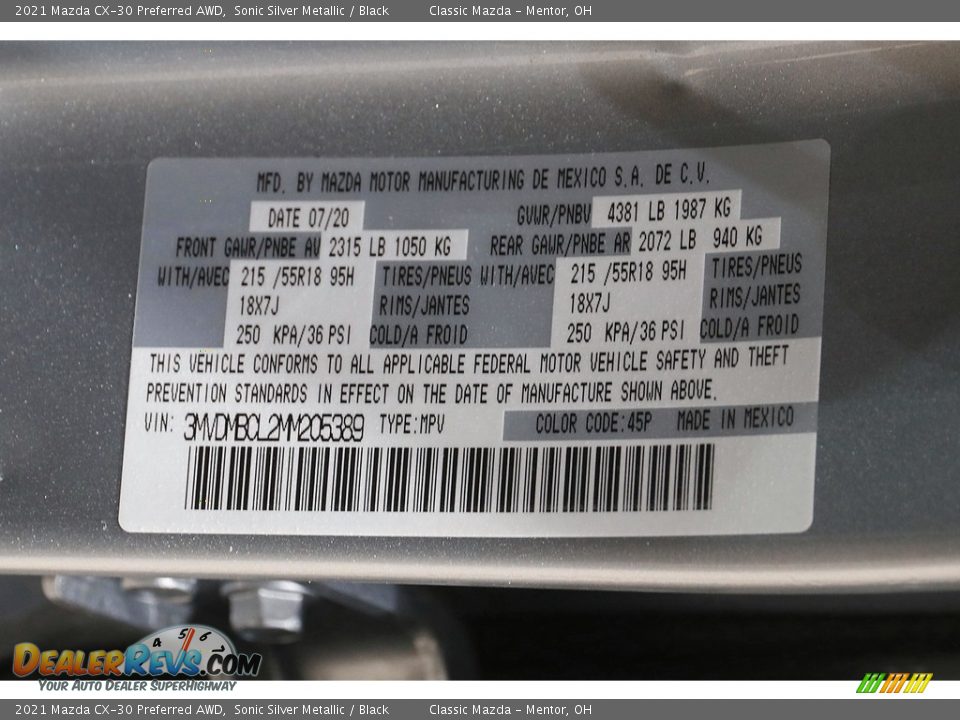 2021 Mazda CX-30 Preferred AWD,  Sonic Silver Metallic / Black          Classic Mazda - Mentor, OH
MFD. BY MAZDA MOTOR MANUFACTURING DE MEXICO S.A. DE C.V.
DATE 07/20 GVWR/PNBV 4381 LB 1987 KG
FRONT GAWR/PNBE AV 2315 LB 1050 KG REAR GAWR/PNBE AR 2072 LB 940 KG
WITH/AVEC 215 /55R18 95H TIRES/PNEUS WITH/AVEC 215 /55R18 95H TIRES/PNEUS
18X7J RIMS/JANTES 18X7J RIMS/JANTES
250 KPA/36 PSI COLD/A FROID 250 KPA/36 PSI COLD/A FROID
THIS VEHICLE CONFORMS TO ALL APPLICABLE FEDERAL MOTOR VEHICLE SAFETY AND THEFT
PREVENTION STANDARDS IN EFFECT ON THE DATE OF MANUFACTURE SHOWN ABOVE.
VIN: 3MVDMBCL2MM205389 TYPE:MPV COLOR CODE:45P MADE IN MEXICO
4 5 6
DEALERREVS.COM
YOUR AUTO DEALER SUPERHIGHWAY
2021 Mazda CX-30 Preferred AWD,  Sonic Silver Metallic / Black          Classic Mazda - Mentor, OH